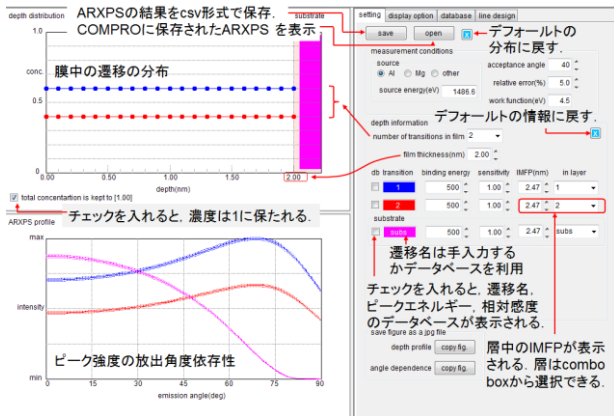 depth distribution
ARXPSの結果をcsv形式で保存.
COMPROに保存されたARXPS を表示
substrate
1.0
conc.
0.5
0
膜中の遷移の分布
0.00 0.50 1.00 1.50 2.00
depth(nm)
total concentartion is kept to [1.00]
チェックを入れると，濃度は1に保たれる.
ARXPS profile
max
intensity
min
ピーク強度の放出角度依存性
0 15 30 45 60 75 90
emission angle(deg)
setting display option database line design
save open x
デフォールトの
分布に戻す.
measurement conditions
source
Al Mg other
source energy(eV) 1486.6
acceptance angle 40
relative error(%) 5.0
work function(eV) 4.5
デフォールトの情報に戻す.
depth information
number of transitions in film 2
x
film thickness(nm) 2.00
db transition binding energy sensitivity IMFP(nm) in layer
1 500 1.00 2.47 1
2 500 1.00 2.47 2
substrate
subs 500 1.00 2.47 subs
遷移名は手入力する
かデータベースを利用
チェックを入れると，遷移名，
ピークエネルギー，相対感度
のデータベースが表示される.
save figure as a jpg file
depth profile copy fig.
angle dependence copy fig.
層中のIMFPが表示
される. 層はcombo
boxから選択できる.